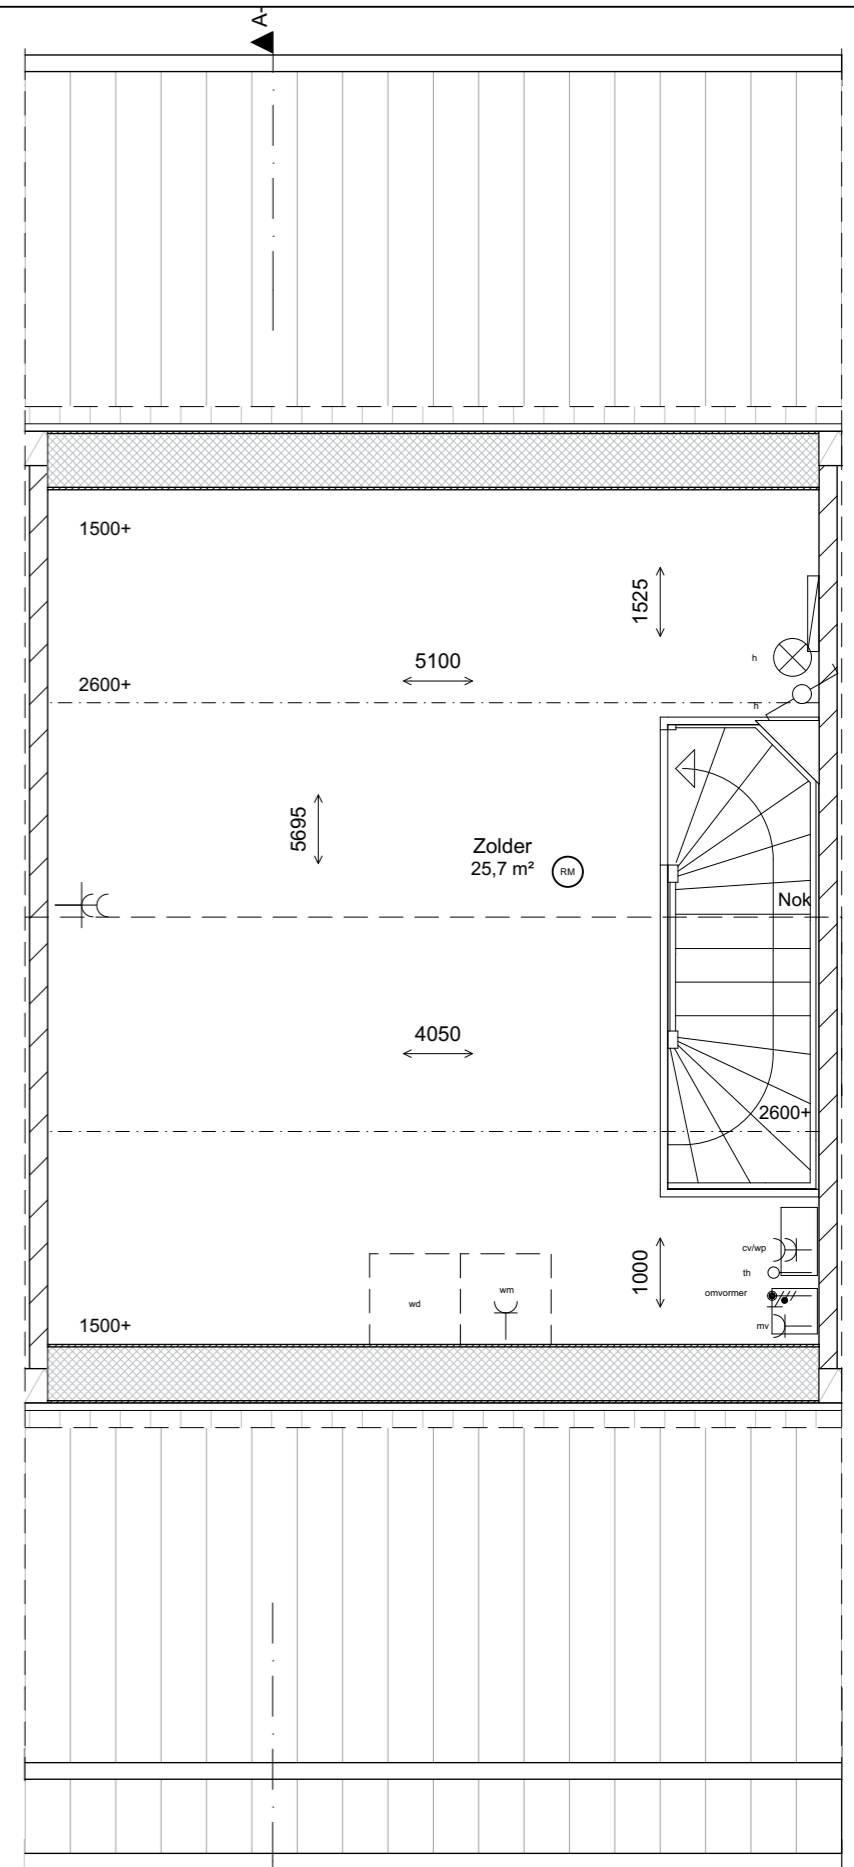 A-
1500+
1525
h
5100
2600+
h
5695
Zolder
25,7 m²
RM
Nok
4050
2600+
cv/wp
1000
th
wm
omvormer
wd
1500+
mv